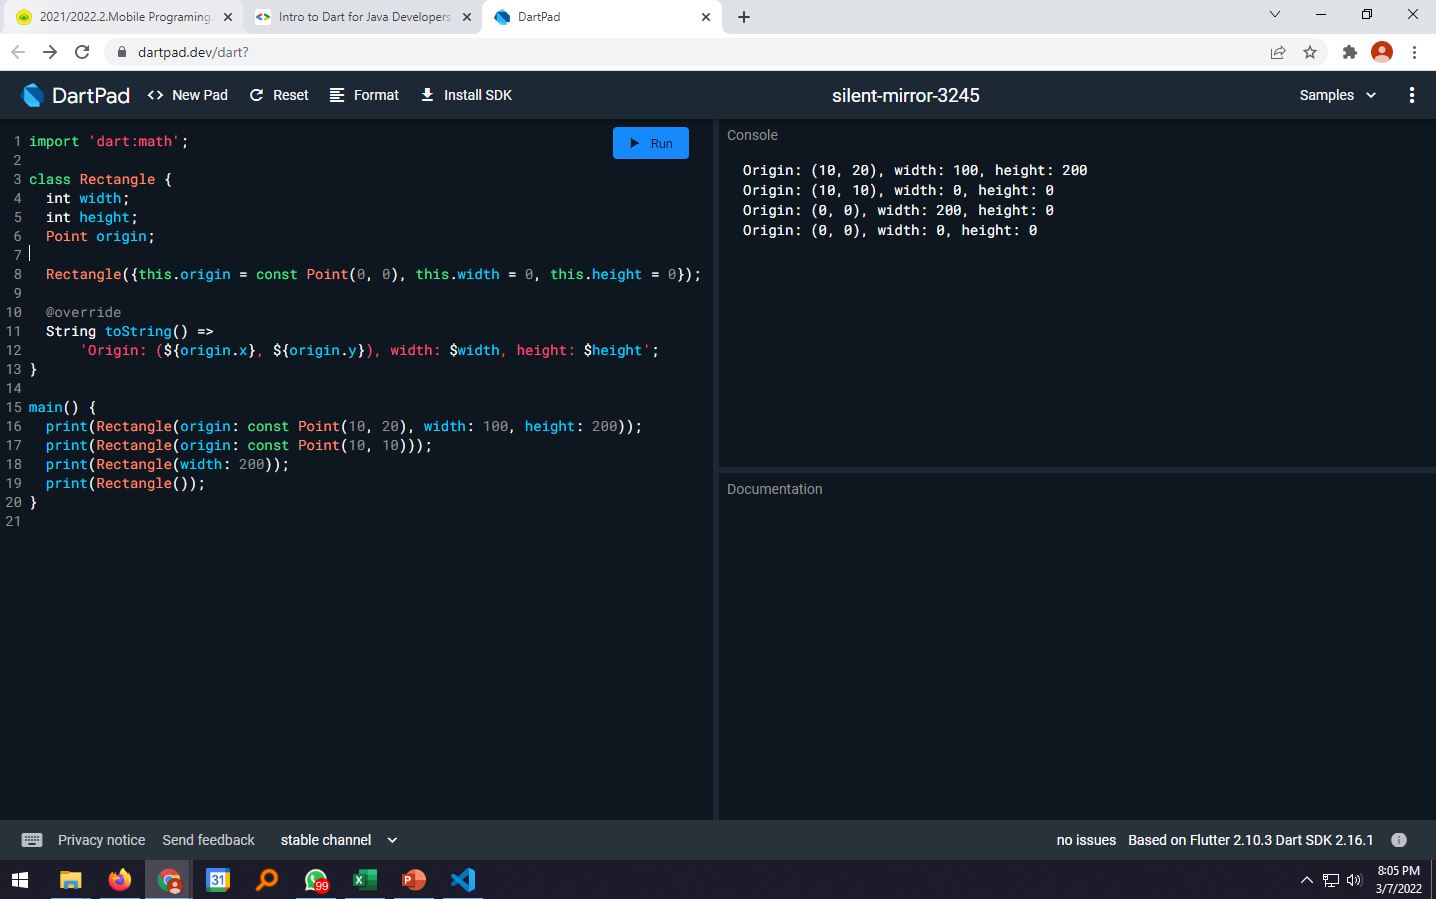 2021/2022.2.Mobile Programing.
Intro to Dart for Java Developers
DartPad
dartpad.dev/dart?
DartPad
New Pad
Reset
Format
Install SDK
silent-mirror-3245
Samples
1 import 'dart:math';
2
3 class Rectangle {
4 int width;
5 int height;
6 Point origin;
7
8 Rectangle({this.origin = const Point(0, 0), this.width = 0, this.height = 0});
9
10 @override
11 String toString() =>
12 'Origin: (${origin.x}, ${origin.y}), width: $width, height: $height';
13 }
14
15 main() {
16 print(Rectangle(origin: const Point(10, 20), width: 100, height: 200));
17 print(Rectangle(origin: const Point(10, 10)));
18 print(Rectangle(width: 200));
19 print(Rectangle());
20 }
21
Run
Console
Origin: (10, 20), width: 100, height: 200
Origin: (10, 10), width: 0, height: 0
Origin: (0, 0), width: 200, height: 0
Origin: (0, 0), width: 0, height: 0
Documentation
Privacy notice
Send feedback
stable channel
no issues
Based on Flutter 2.10.3 Dart SDK 2.16.1
31
99
8:05 PM
3/7/2022